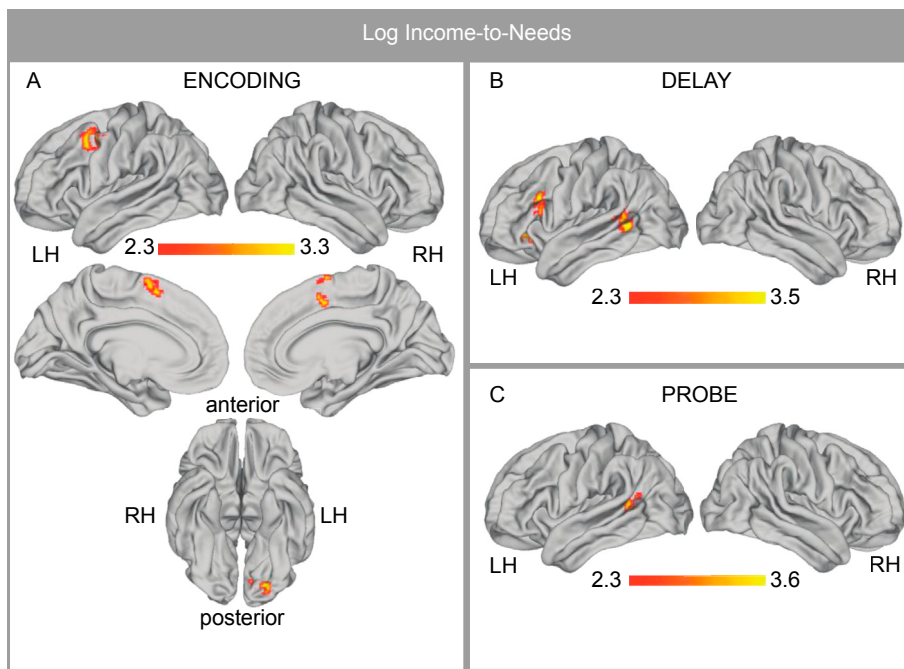 Log Income-to-Needs
A ENCODING
LH 2.3 3.3 RH
anterior
RH LH
posterior
B DELAY
LH RH
2.3 3.5
C PROBE
LH RH
2.3 3.6